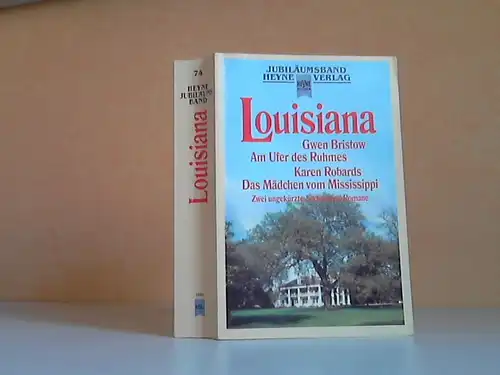 74
HEYNE
JUBILÄUMS
BAND
Louisiana
JUBILÄUMSBAND
HEYNE VERLAG
Louisiana
Gwen Bristow
Am Ufer des Ruhmes
Karen Robards
Das Mädchen vom Mississippi
Zwei ungekürzte Romane